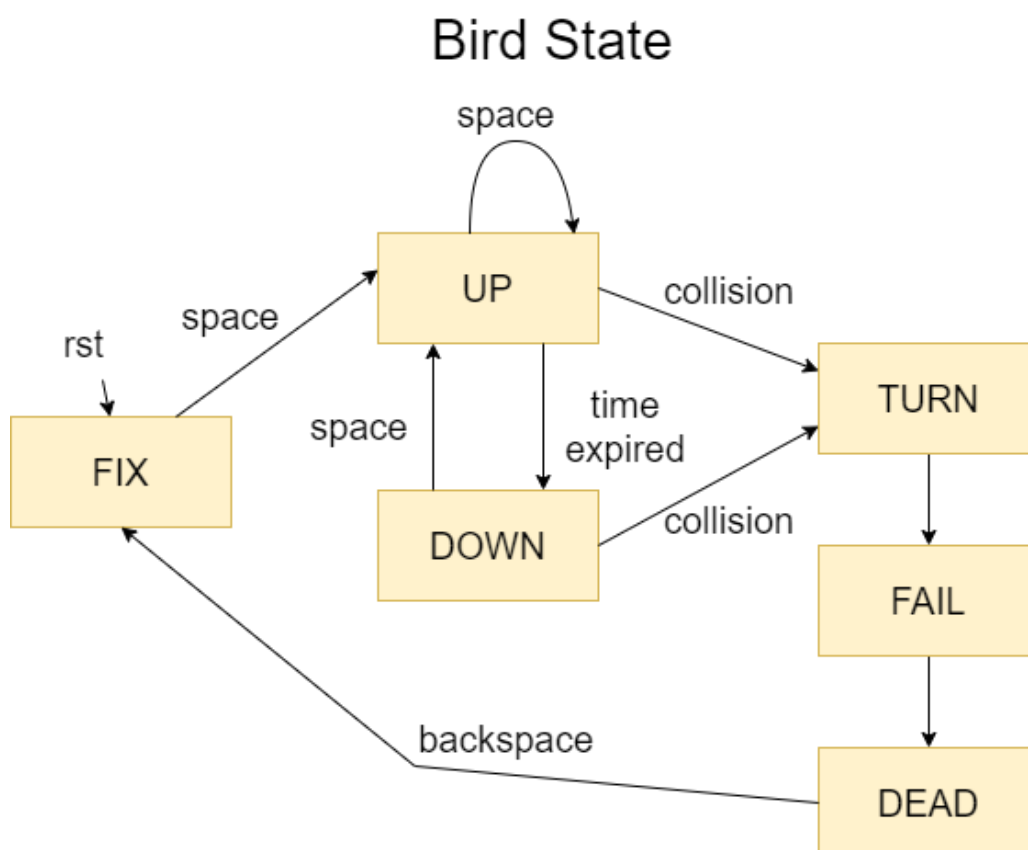 Bird State
space
UP
collision
space
rst
TURN
time
expired
space
FIX
collision
DOWN
FAIL
backspace
DEAD